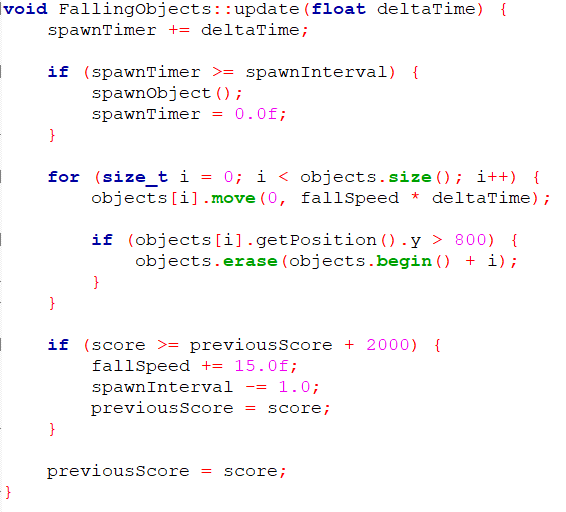 void FallingObjects::update(float deltaTime) {
    spawnTimer += deltaTime;

    if (spawnTimer >= spawnInterval) {
        spawnObject();
        spawnTimer = 0.0f;
    }

    for (size_t i = 0; i < objects.size(); i++) {
        objects[i].move(0, fallSpeed * deltaTime);

        if (objects[i].getPosition().y > 800) {
            objects.erase(objects.begin() + i);
        }
    }

    if (score >= previousScore + 2000) {
        fallSpeed += 15.0f;
        spawnInterval -= 1.0;
        previousScore = score;
    }

    previousScore = score;
}